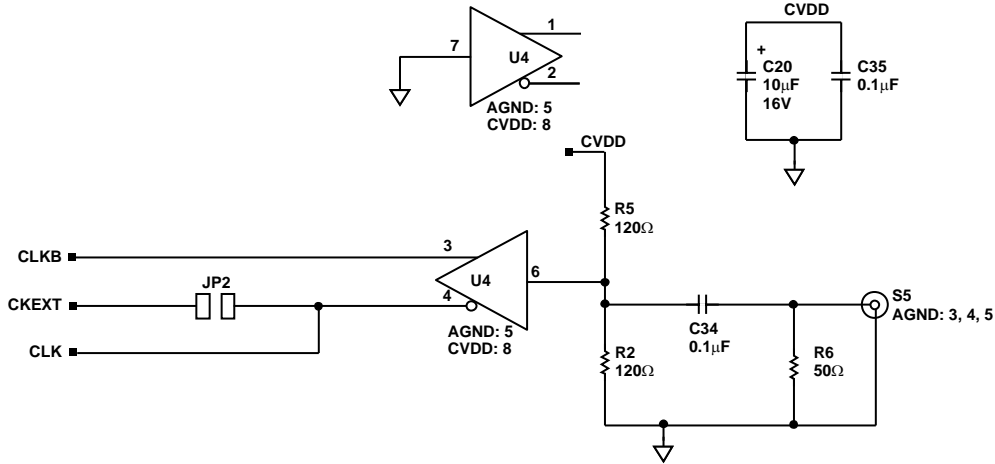 1
7
U4
2
AGND: 5
CVDD: 8
CVDD
+
C20
10μF
16V
C35
0.1μF
CVDD
R5
120Ω
CLKB
3
U4
6
CKEXT
JP2
4
CLK
AGND: 5
CVDD: 8
C34
0.1μF
S5
AGND: 3, 4, 5
R2
120Ω
R6
50Ω